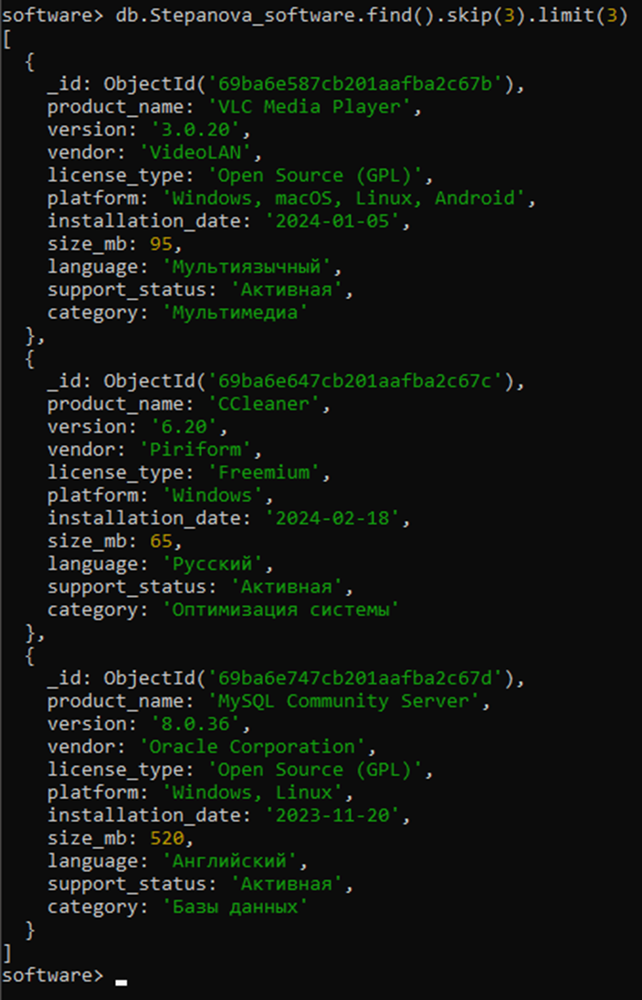 software> db.Stepanova_software.find().skip(3).limit(3)
[
  {
    _id: ObjectId('69ba6e587cb201aafba2c67b'),
    product_name: 'VLC Media Player',
    version: '3.0.20',
    vendor: 'VideoLAN',
    license_type: 'Open Source (GPL)',
    platform: 'Windows, macOS, Linux, Android',
    installation_date: '2024-01-05',
    size_mb: 95,
    language: 'Мультиязычный',
    support_status: 'Активная',
    category: 'Мультимедиа'
  },
  {
    _id: ObjectId('69ba6e647cb201aafba2c67c'),
    product_name: 'CCleaner',
    version: '6.20',
    vendor: 'Piriform',
    license_type: 'Freemium',
    platform: 'Windows',
    installation_date: '2024-02-18',
    size_mb: 65,
    language: 'Русский',
    support_status: 'Активная',
    category: 'Оптимизация системы'
  },
  {
    _id: ObjectId('69ba6e747cb201aafba2c67d'),
    product_name: 'MySQL Community Server',
    version: '8.0.36',
    vendor: 'Oracle Corporation',
    license_type: 'Open Source (GPL)',
    platform: 'Windows, Linux',
    installation_date: '2023-11-20',
    size_mb: 520,
    language: 'Английский',
    support_status: 'Активная',
    category: 'Базы данных'
  }
]
software>